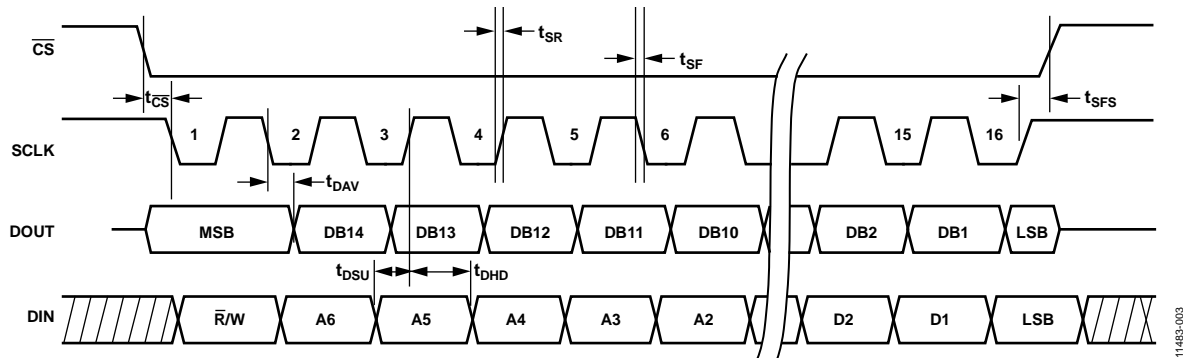 CS
tSR
tSF
tCS
tSFS
SCLK
1 2 3 4 5 6 15 16
tDAV
DOUT
MSB DB14 DB13 DB12 DB11 DB10 DB2 DB1 LSB
tDSU tDHD
DIN
R/W A6 A5 A4 A3 A2 D2 D1 LSB
11483-003